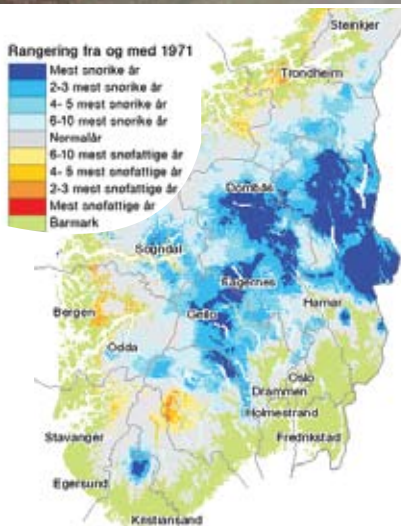 Steinkjer
Rangering fra og med 1971
Mest snørike år
2-3 mest snørike år
4- 5 mest snørike år
6-10 mest snørike år
Normalår
6-10 mest snøfattige år
4- 5 mest snøfattige år
2-3 mest snøfattige år
Mest snøfattige år
Barmark
Trondheim
Dombås
Sogndal
Fagernes
Bergen
Geilo
Hamar
Odda
Oslo
Drammen
Holmestrand
Stavanger
Fredrikstad
Egersund
Kristiansand